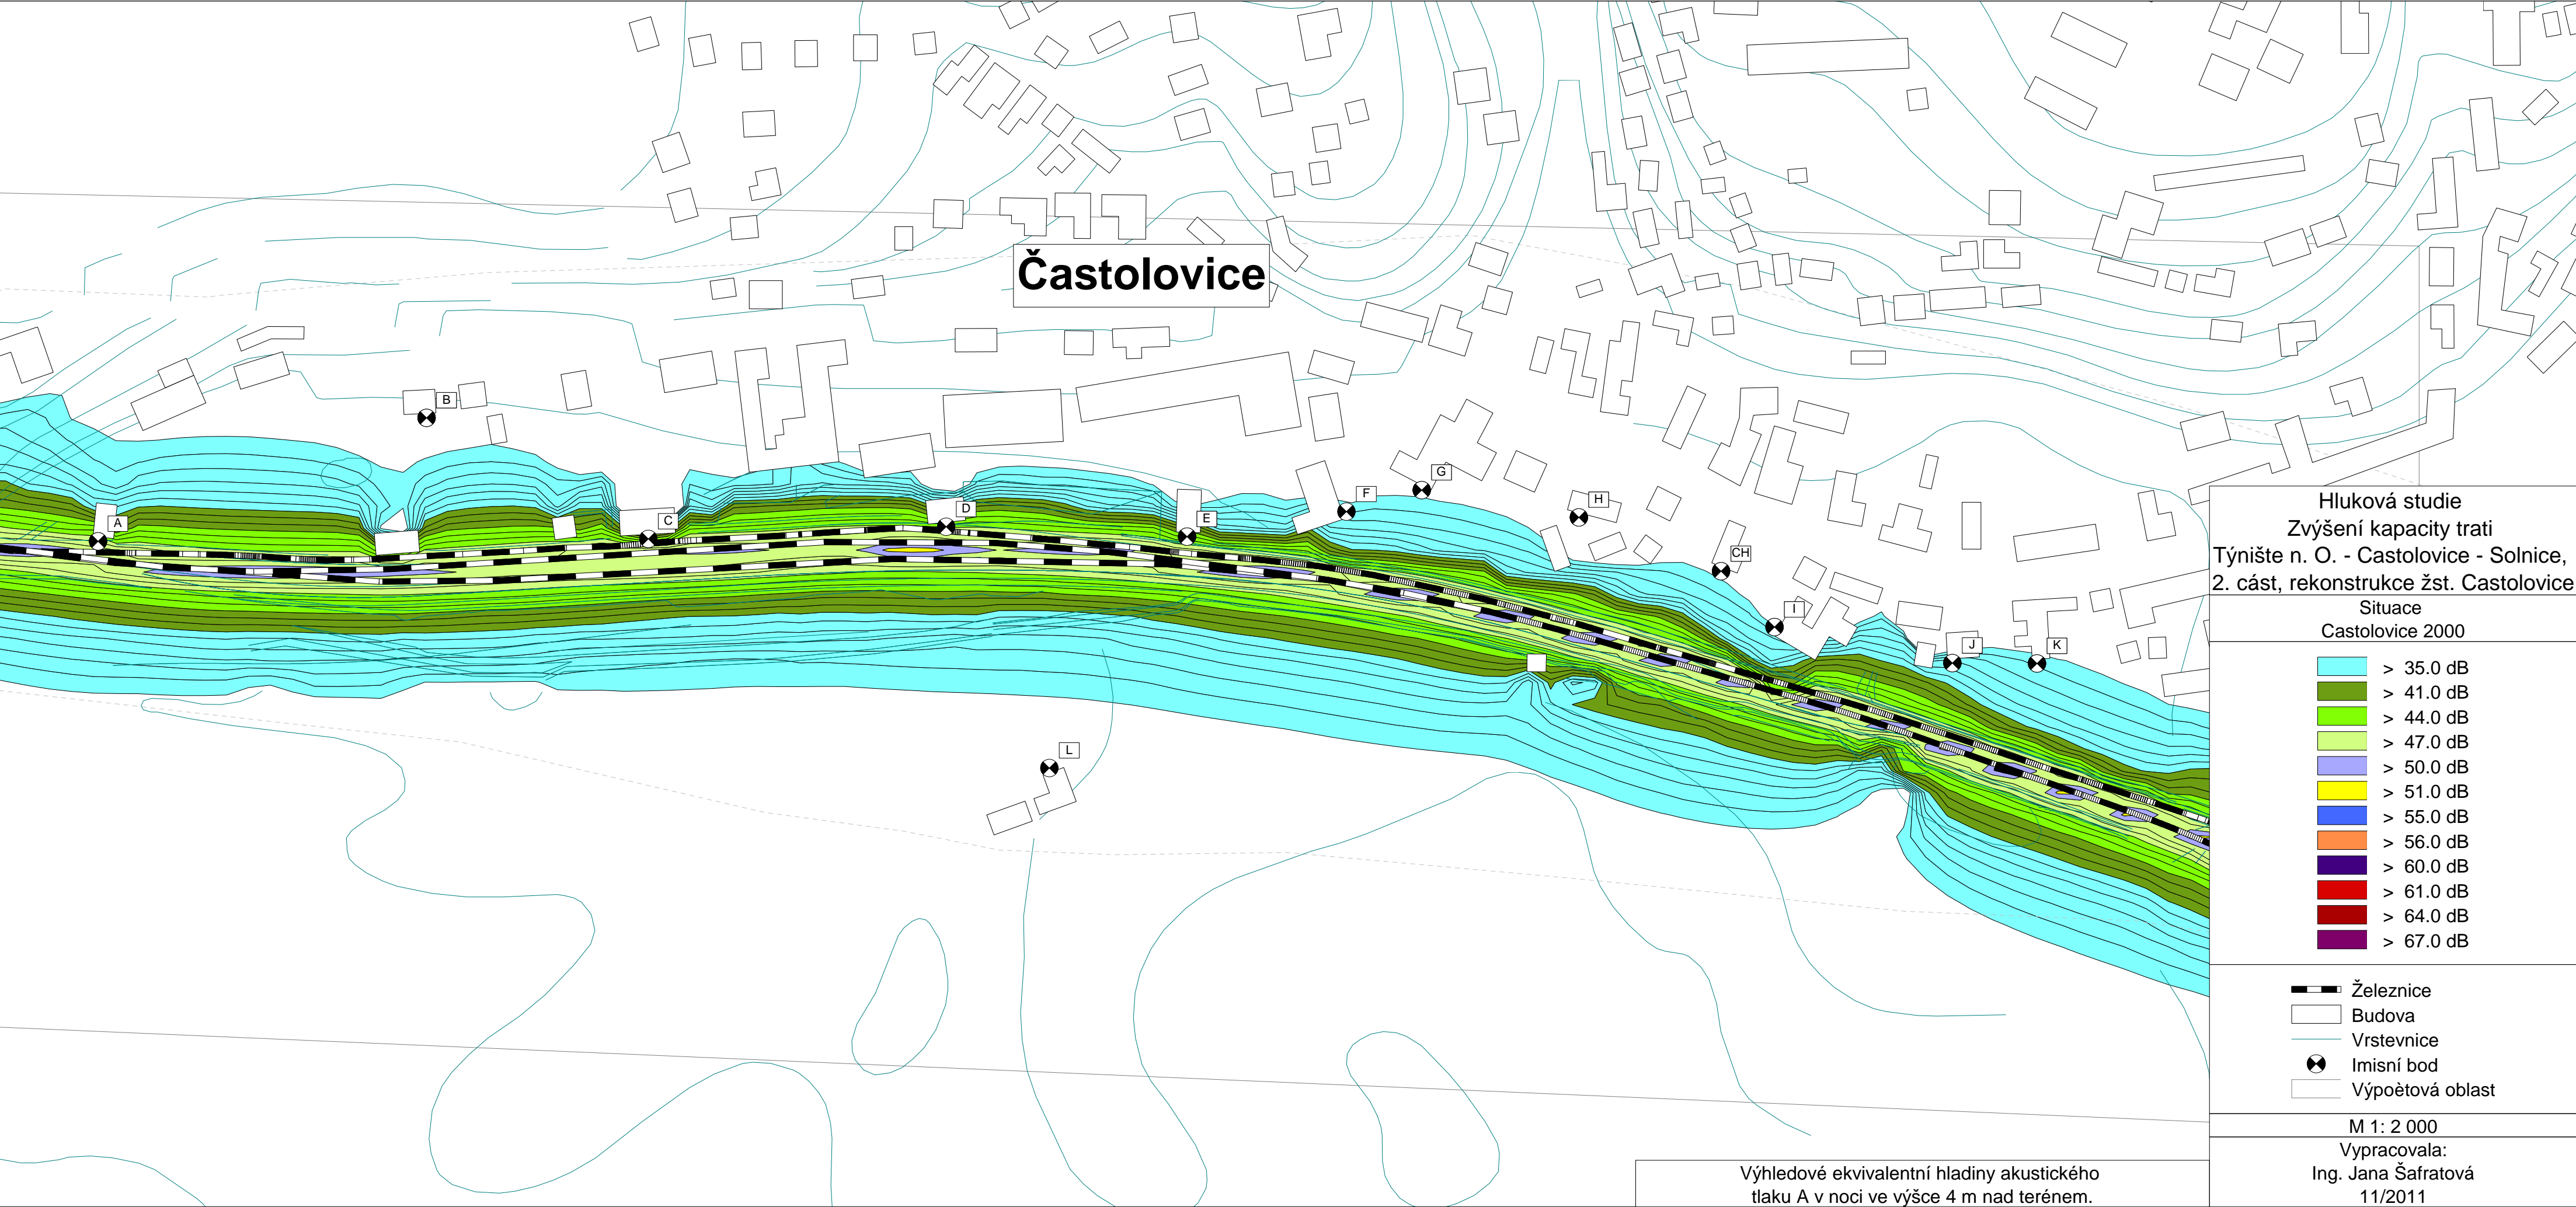 Častolovice
B
A
C
D
E
F
G
H
CH
I
J
K
L
Hluková studie
Zvýšení kapacity trati
Týnište n. O. - Castolovice - Solnice,
2. cást, rekonstrukce žst. Castolovice
Situace
Castolovice 2000
> 35.0 dB
> 41.0 dB
> 44.0 dB
> 47.0 dB
> 50.0 dB
> 51.0 dB
> 55.0 dB
> 56.0 dB
> 60.0 dB
> 61.0 dB
> 64.0 dB
> 67.0 dB
Železnice
Budova
Vrstevnice
Imisní bod
Výpoètová oblast
M 1: 2 000
Vypracovala:
Ing. Jana Šafratová
11/2011
Výhledové ekvivalentní hladiny akustického
tlaku A v noci ve výšce 4 m nad terénem.